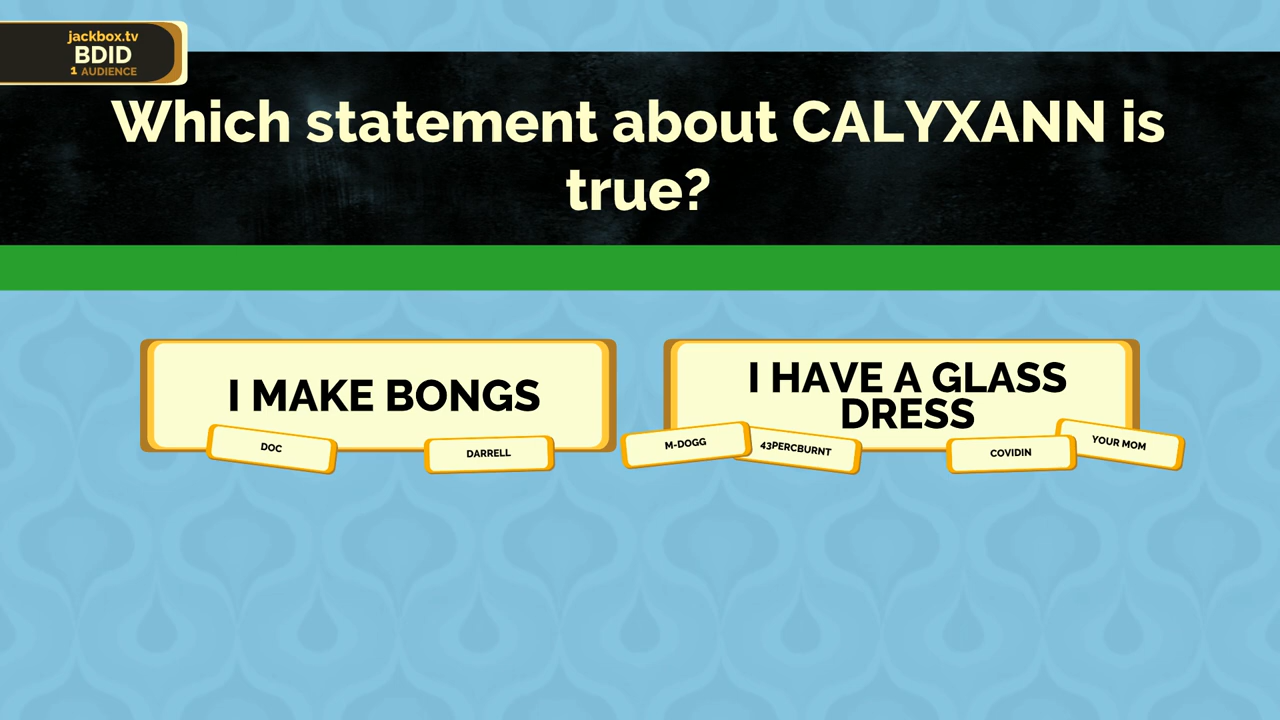 jackbox.tv
BDID
1 AUDIENCE
Which statement about CALYXANN is
true?
I MAKE BONGS
DOC
DARRELL
I HAVE A GLASS
DRESS
M-DOGG
43PERCBURNT
COVIDIN
YOUR MOM